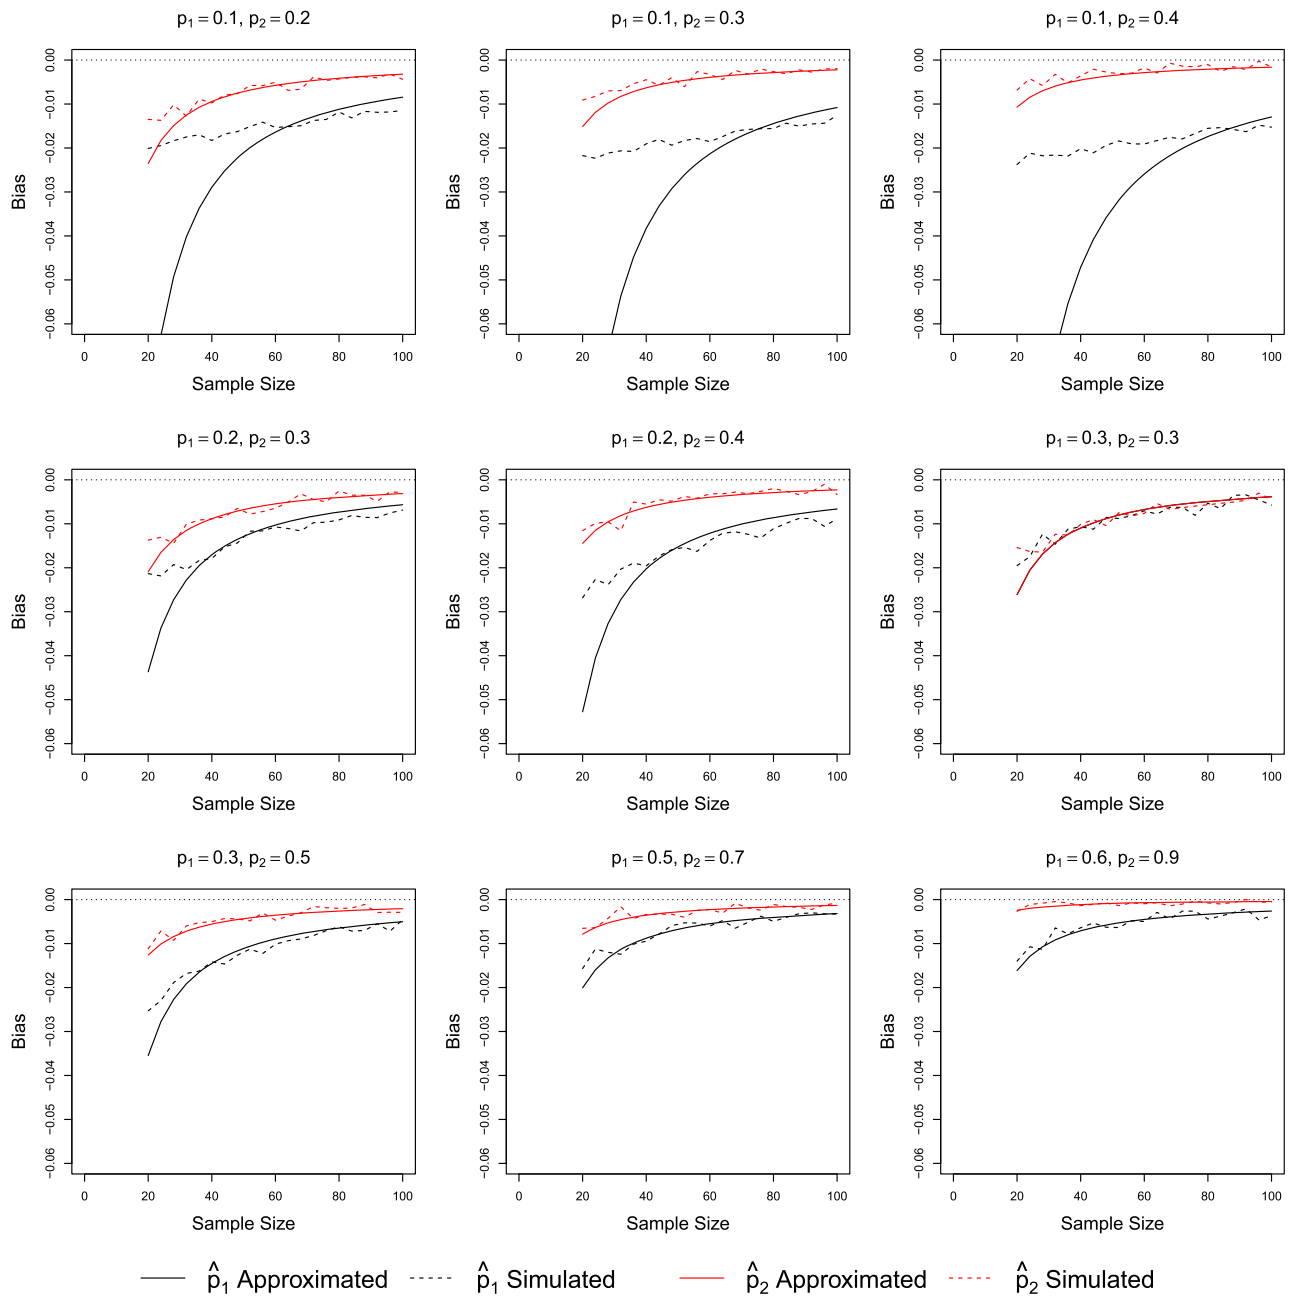 p1 = 0.1, p2 = 0.2
p1 = 0.1, p2 = 0.3
p1 = 0.1, p2 = 0.4
Bias
0.00
−0.01
−0.02
−0.03
−0.04
−0.05
−0.06
0 20 40 60 80 100
Sample Size
Bias
0.00
−0.01
−0.02
−0.03
−0.04
−0.05
−0.06
0 20 40 60 80 100
Sample Size
Bias
0.00
−0.01
−0.02
−0.03
−0.04
−0.05
−0.06
0 20 40 60 80 100
Sample Size
p1 = 0.2, p2 = 0.3
p1 = 0.2, p2 = 0.4
p1 = 0.3, p2 = 0.3
Bias
0.00
−0.01
−0.02
−0.03
−0.04
−0.05
−0.06
0 20 40 60 80 100
Sample Size
Bias
0.00
−0.01
−0.02
−0.03
−0.04
−0.05
−0.06
0 20 40 60 80 100
Sample Size
Bias
0.00
−0.01
−0.02
−0.03
−0.04
−0.05
−0.06
0 20 40 60 80 100
Sample Size
p1 = 0.3, p2 = 0.5
p1 = 0.5, p2 = 0.7
p1 = 0.6, p2 = 0.9
Bias
0.00
−0.01
−0.02
−0.03
−0.04
−0.05
−0.06
0 20 40 60 80 100
Sample Size
Bias
0.00
−0.01
−0.02
−0.03
−0.04
−0.05
−0.06
0 20 40 60 80 100
Sample Size
Bias
0.00
−0.01
−0.02
−0.03
−0.04
−0.05
−0.06
0 20 40 60 80 100
Sample Size
p̂1 Approximated
p̂1 Simulated
p̂2 Approximated
p̂2 Simulated